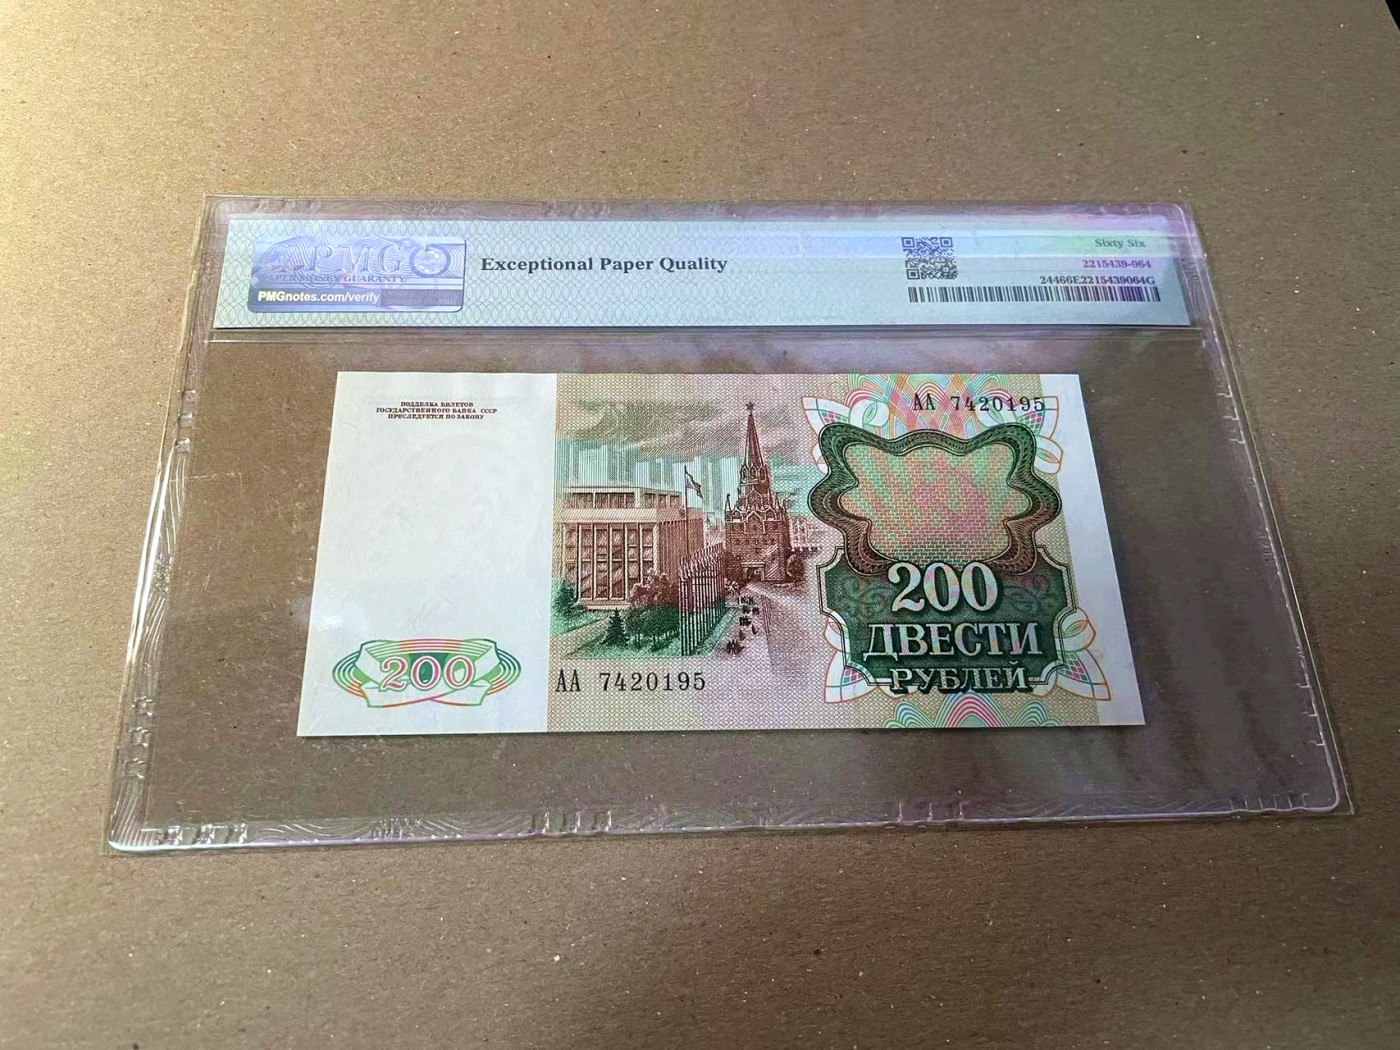 PMG
PAPER MONEY GUARANTY
PMGnotes.com/verify
Exceptional Paper Quality
Sixty Six
2215439-064
24466E2215439064G
ПОДДЕЛКА БИЛЕТОВ
ГОСУДАРСТВЕННОГО БАНКА СССР
ПРЕСЛЕДУЕТСЯ ПО ЗАКОНУ
АА 7420195
200
ДВЕСТИ
РУБЛЕЙ
200
АА 7420195